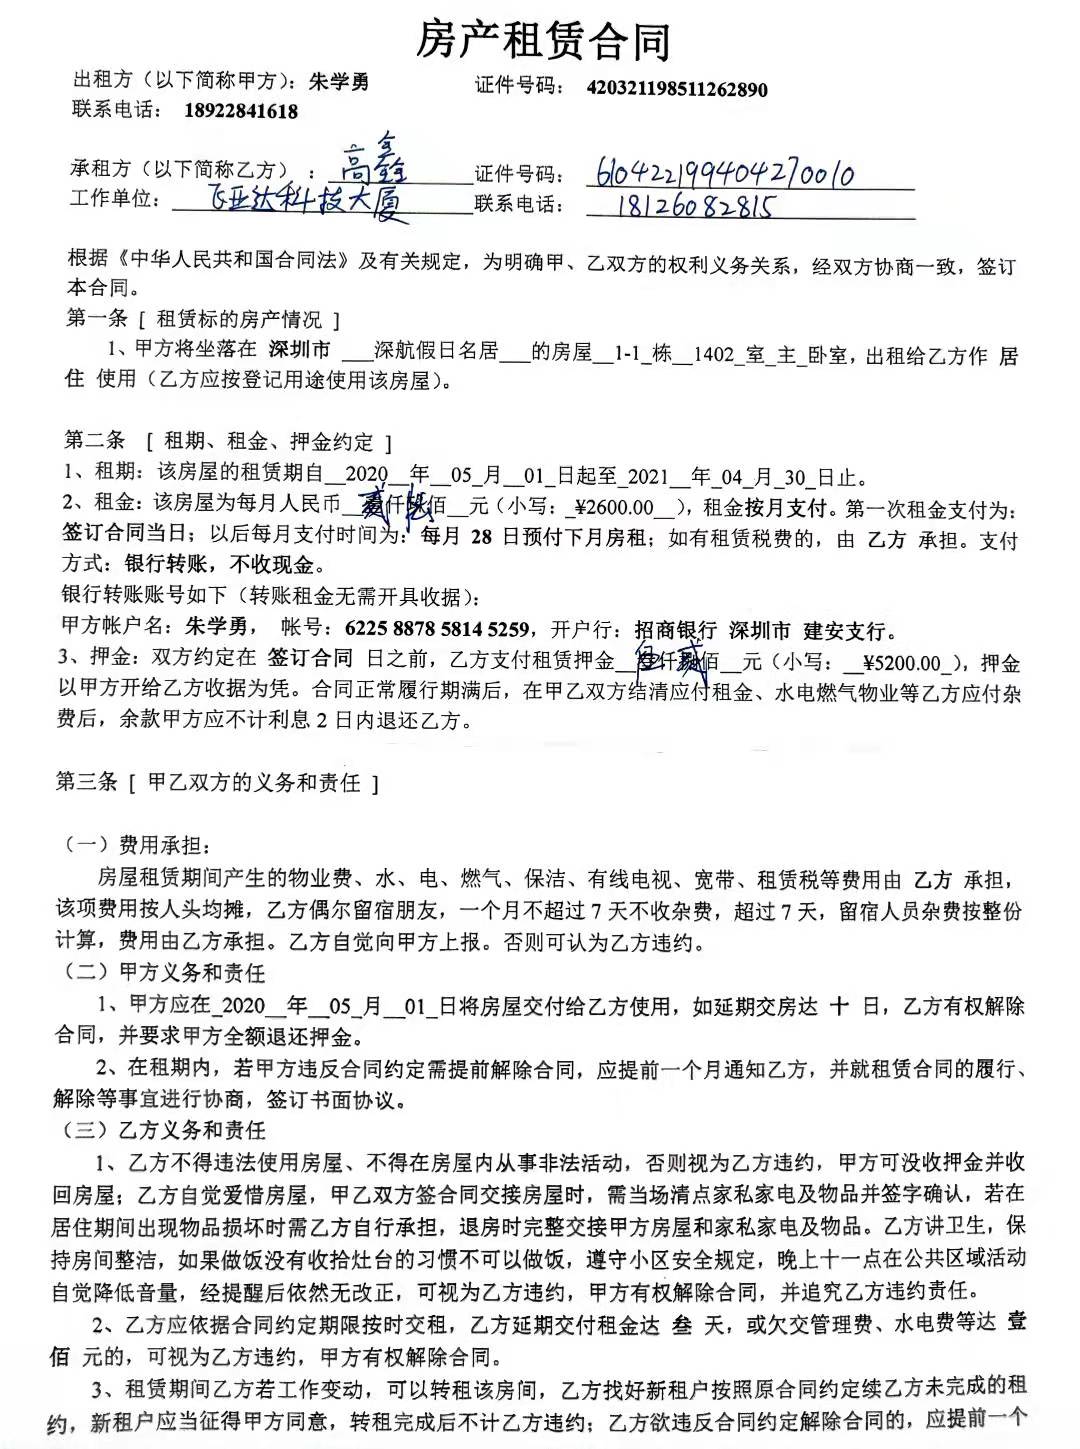 房产租赁合同
出租方（以下简称甲方）：朱学勇 证件号码： 420321198511262890
联系电话： 18922841618
承租方（以下简称乙方）：高鑫 证件号码： 610422199404270010
工作单位：飞亚达科技大厦 联系电话： 18126082815
根据《中华人民共和国合同法》及有关规定，为明确甲、乙双方的权利义务关系，经双方协商一致，签订
本合同。
第一条 [ 租赁标的房产情况 ]
1、甲方将坐落在 深圳市 ___深航假日名居___的房屋__1-1_栋__1402_室_主_卧室，出租给乙方作 居
住 使用（乙方应按登记用途使用该房屋）。
第二条 [ 租期、租金、押金约定 ]
1、租期：该房屋的租赁期自__2020__年__05_月__01_日起至_2021__年_04_月_30_日止。
2、租金：该房屋为每月人民币__贰仟陆佰__元（小写：_¥2600.00__），租金按月支付。第一次租金支付为：
签订合同当日；以后每月支付时间为：每月 28 日预付下月房租；如有租赁税费的，由 乙方 承担。支付
方式：银行转账，不收现金。
银行转账账号如下（转账租金无需开具收据）：
甲方帐户名：朱学勇， 帐号：6225 8878 5814 5259，开户行：招商银行 深圳市 建安支行。
3、押金：双方约定在 签订合同 日之前，乙方支付租赁押金__伍仟贰佰__元（小写：__¥5200.00_），押金
以甲方开给乙方收据为凭。合同正常履行期满后，在甲乙双方结清应付租金、水电燃气物业等乙方应付杂
费后，余款甲方应不计利息 2 日内退还乙方。
第三条 [ 甲乙双方的义务和责任 ]
（一）费用承担：
房屋租赁期间产生的物业费、水、电、燃气、保洁、有线电视、宽带、租赁税等费用由 乙方 承担，
该项费用按人头均摊，乙方偶尔留宿朋友，一个月不超过 7 天不收杂费，超过 7 天，留宿人员杂费按整份
计算，费用由乙方承担。乙方自觉向甲方上报。否则可认为乙方违约。
（二）甲方义务和责任
1、甲方应在_2020__年__05_月__01_日将房屋交付给乙方使用，如延期交房达 十 日，乙方有权解除
合同，并要求甲方全额退还押金。
2、在租期内，若甲方违反合同约定需提前解除合同，应提前一个月通知乙方，并就租赁合同的履行、
解除等事宜进行协商，签订书面协议。
（三）乙方义务和责任
1、乙方不得违法使用房屋、不得在房屋内从事非法活动，否则视为乙方违约，甲方可没收押金并收
回房屋；乙方自觉爱惜房屋，甲乙双方签合同交接房屋时，需当场清点家私家电及物品并签字确认，若在
居住期间出现物品损坏时需乙方自行承担，退房时完整交接甲方房屋和家私家电及物品。乙方讲卫生，保
持房间整洁，如果做饭没有收拾灶台的习惯不可以做饭，遵守小区安全规定，晚上十一点在公共区域活动
自觉降低音量，经提醒后依然无改正，可视为乙方违约，甲方有权解除合同，并追究乙方违约责任。
2、乙方应依据合同约定期限按时交租，乙方延期交付租金达 叁 天，或欠交管理费、水电费等达 壹
佰 元的，可视为乙方违约，甲方有权解除合同。
3、租赁期间乙方若工作变动，可以转租该房间，乙方找好新租户按照原合同约定续乙方未完成的租
约，新租户应当征得甲方同意，转租完成后不计乙方违约；乙方欲违反合同约定解除合同的，应提前一个